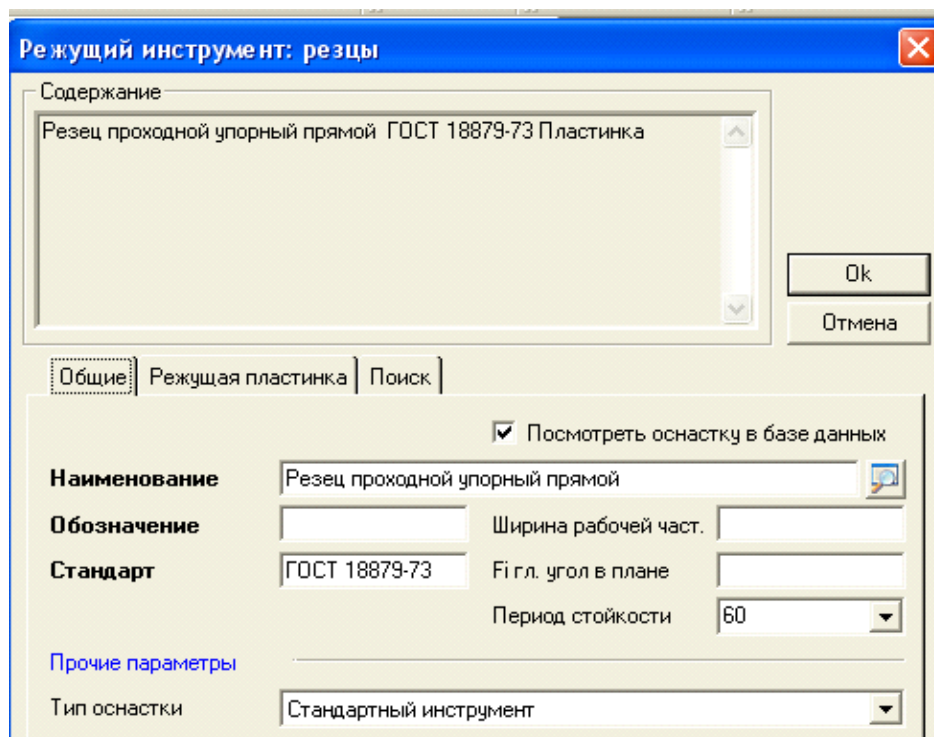 Режущий инструмент: резцы
Содержание
Резец проходной упорный прямой ГОСТ 18879-73 Пластинка
Ok
Отмена
Общие Режущая пластинка Поиск
Посмотреть оснастку в базе данных
Наименование Резец проходной упорный прямой
Обозначение Ширина рабочей част.
Стандарт ГОСТ 18879-73 Fi гл. угол в плане
Период стойкости 60
Прочие параметры
Тип оснастки Стандартный инструмент